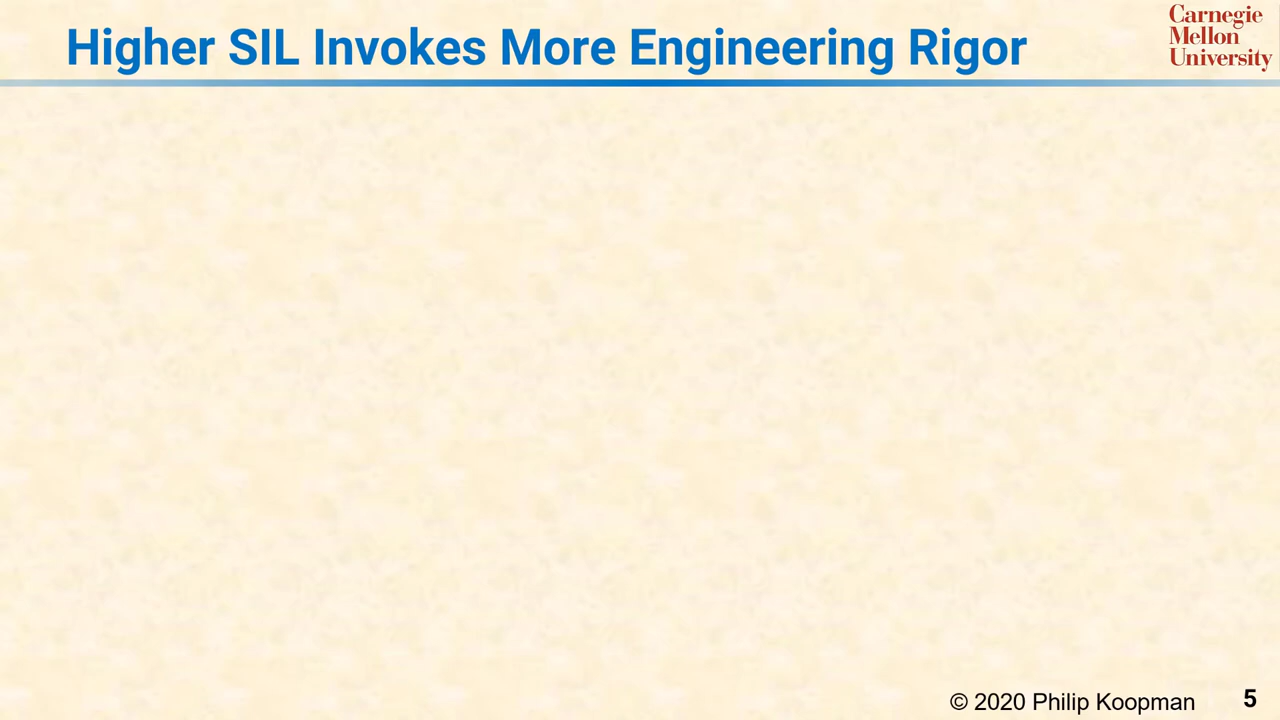 Higher SIL Invokes More Engineering Rigor
Carnegie
Mellon
University
© 2020 Philip Koopman
5